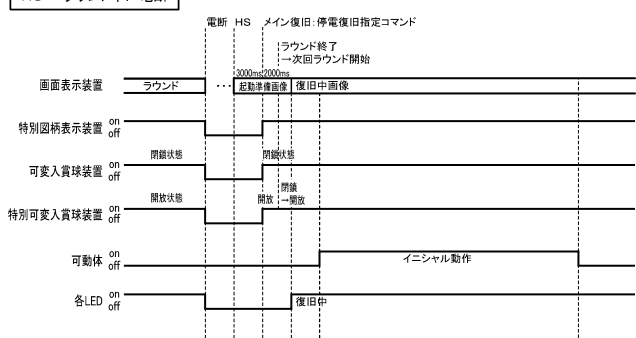 電断 HS メイン復旧:停電復旧指定コマンド
ラウンド終了
→次回ラウンド開始
3000ms 2000ms
画面表示装置 ラウンド ・・・ 起動準備画像 復旧中画像
特別図柄表示装置 on
off
閉鎖状態 閉鎖状態
可変入賞球装置 on
off
閉鎖
開放状態 開放 →開放
特別可変入賞球装置 on
off
可動体 on
off
イニシャル動作
各LED on
off
復旧中